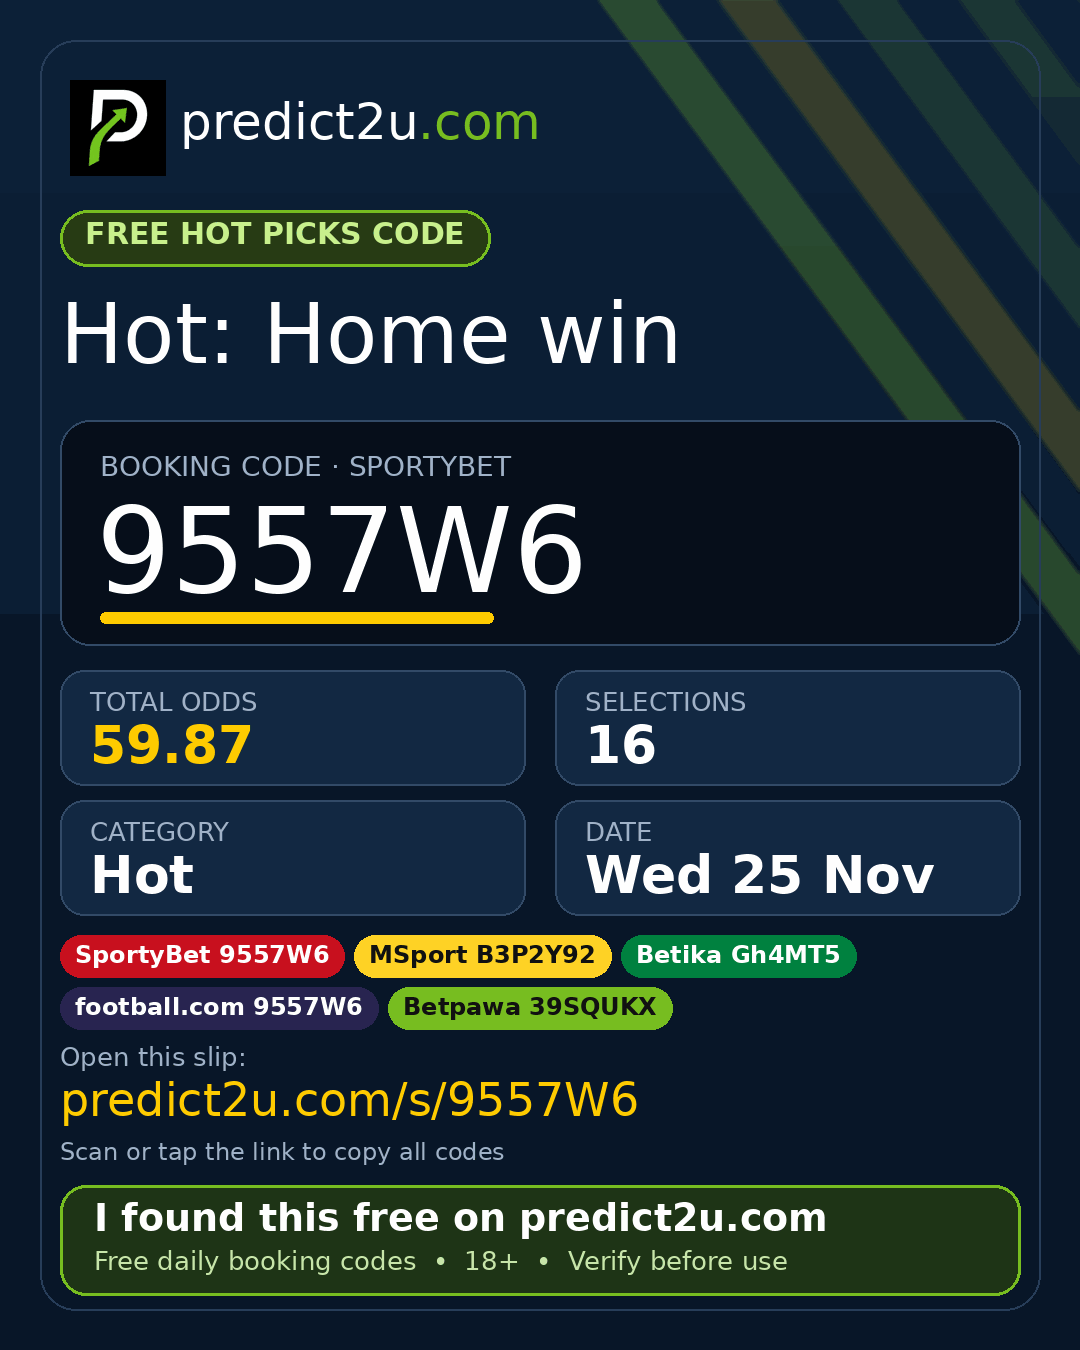 predict2u.com
FREE HOT PICKS CODE
Hot: Home win
BOOKING CODE · SPORTYBET
9557W6
TOTAL ODDS
59.87
SELECTIONS
16
CATEGORY
Hot
DATE
Wed 25 Nov
SportyBet 9557W6
MSport B3P2Y92
Betika Gh4MT5
football.com 9557W6
Betpawa 39SQUKX
Open this slip:
predict2u.com/s/9557W6
Scan or tap the link to copy all codes
I found this free on predict2u.com
Free daily booking codes • 18+ • Verify before use